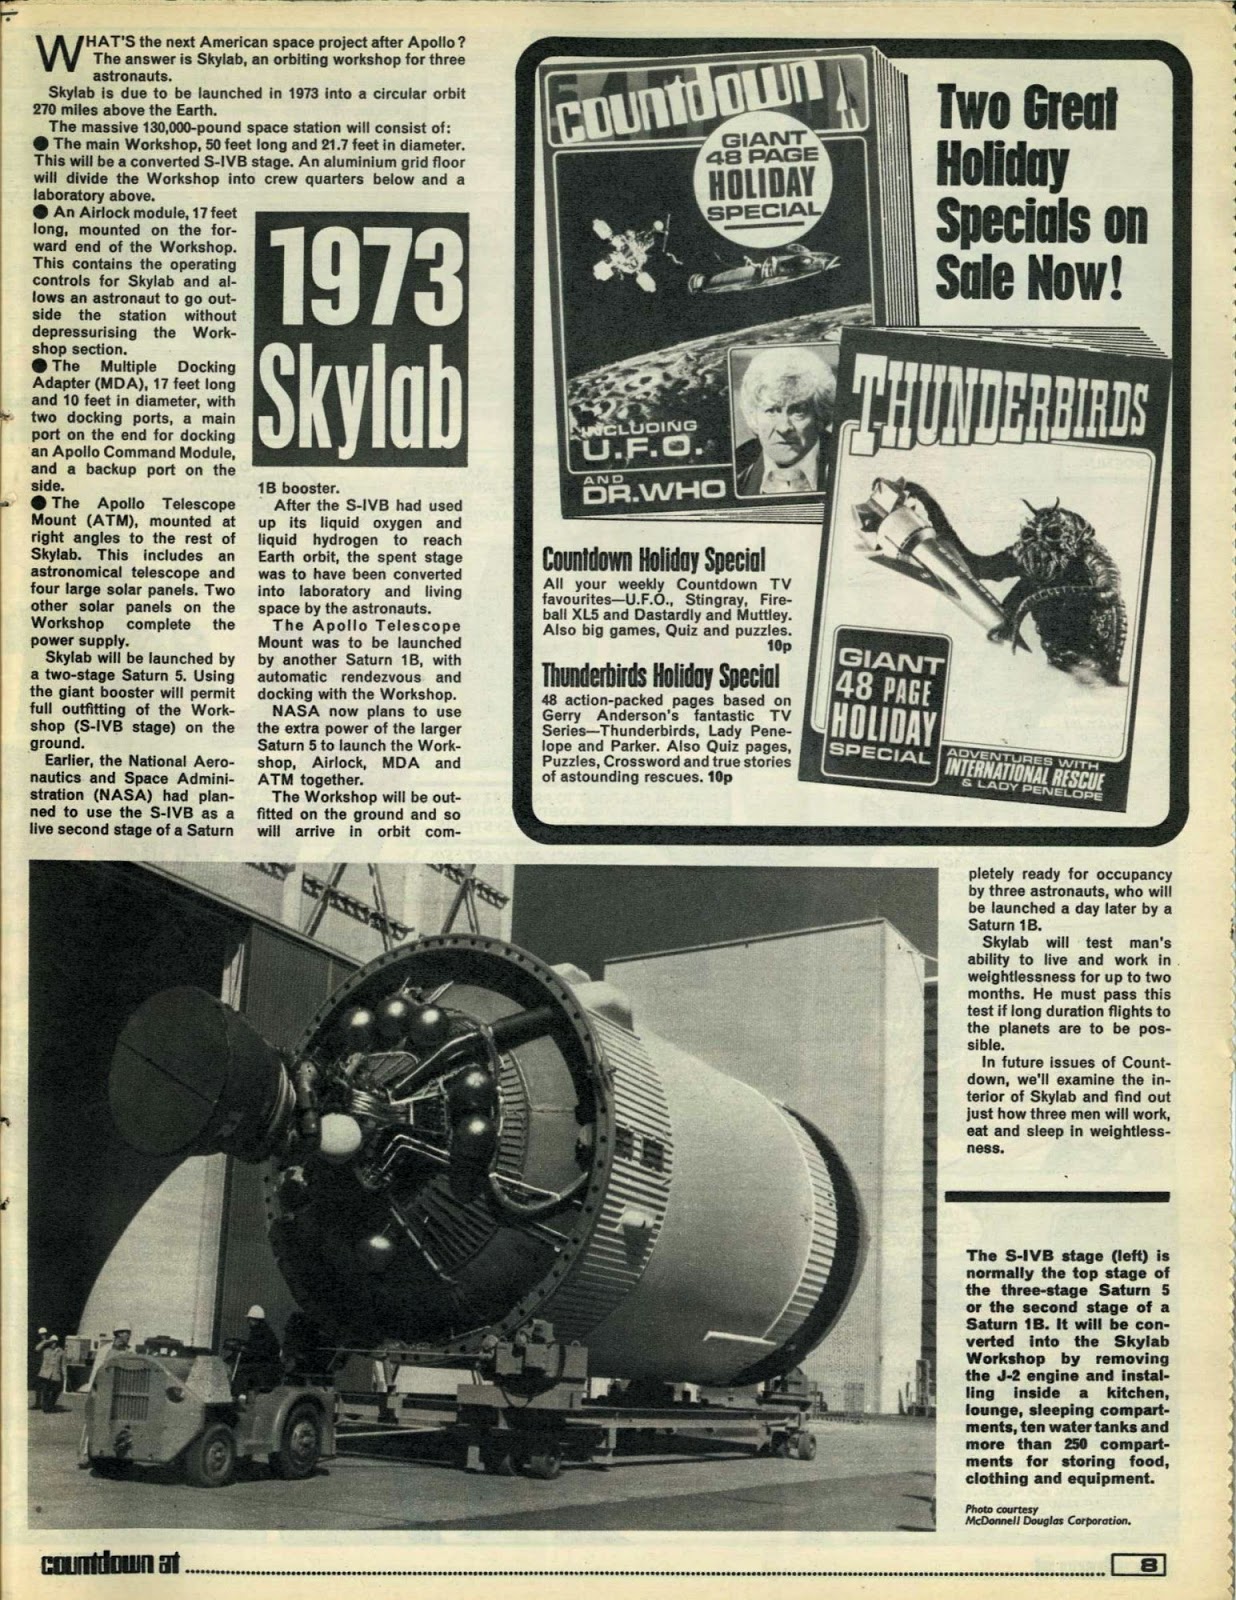 WHAT'S the next American space project after Apollo?
The answer is Skylab, an orbiting workshop for three
astronauts.
Skylab is due to be launched in 1973 into a circular orbit
270 miles above the Earth.
The massive 130,000-pound space station will consist of:
● The main Workshop, 50 feet long and 21.7 feet in diameter.
This will be a converted S-IVB stage. An aluminium grid floor
will divide the Workshop into crew quarters below and a
laboratory above.
● An Airlock module, 17 feet
long, mounted on the for-
ward end of the Workshop.
This contains the operating
controls for Skylab and al-
lows an astronaut to go out-
side the station without
depressurising the Work-
shop section.
● The Multiple Docking
Adapter (MDA), 17 feet long
and 10 feet in diameter, with
two docking ports, a main
port on the end for docking
an Apollo Command Module,
and a backup port on the
side.
● The Apollo Telescope
Mount (ATM), mounted at
right angles to the rest of
Skylab. This includes an
astronomical telescope and
four large solar panels. Two
other solar panels on the
Workshop complete the
power supply.
Skylab will be launched by
a two-stage Saturn 5. Using
the giant booster will permit
full outfitting of the Work-
shop (S-IVB stage) on the
ground.
Earlier, the National Aero-
nautics and Space Admini-
stration (NASA) had plan-
ned to use the S-IVB as a
live second stage of a Saturn
1973
Skylab
1B booster.
After the S-IVB had used
up its liquid oxygen and
liquid hydrogen to reach
Earth orbit, the spent stage
was to have been converted
into laboratory and living
space by the astronauts.
The Apollo Telescope
Mount was to be launched
by another Saturn 1B, with
automatic rendezvous and
docking with the Workshop.
NASA now plans to use
the extra power of the larger
Saturn 5 to launch the Work-
shop, Airlock, MDA and
ATM together.
The Workshop will be out-
fitted on the ground and so
will arrive in orbit com-
pletely ready for occupancy
by three astronauts, who will
be launched a day later by a
Saturn 1B.
Skylab will test man's
ability to live and work in
weightlessness for up to two
months. He must pass this
test if long duration flights to
the planets are to be pos-
sible.
In future issues of Count-
down, we'll examine the in-
terior of Skylab and find out
just how three men will work,
eat and sleep in weightless-
ness.
The S-IVB stage (left) is
normally the top stage of
the three-stage Saturn 5
or the second stage of a
Saturn 1B. It will be con-
verted into the Skylab
Workshop by removing
the J-2 engine and instal-
ling inside a kitchen,
lounge, sleeping compart-
ments, ten water tanks and
more than 250 compart-
ments for storing food,
clothing and equipment.
Photo courtesy
McDonnell Douglas Corporation.
countdown
GIANT
48 PAGE
HOLIDAY
SPECIAL
INCLUDING
U.F.O.
AND
DR.WHO
Two Great
Holiday
Specials on
Sale Now!
THUNDERBIRDS
GIANT
48 PAGE
HOLIDAY
SPECIAL
ADVENTURES WITH
INTERNATIONAL RESCUE
& LADY PENELOPE
Countdown Holiday Special
All your weekly Countdown TV
favourites—U.F.O., Stingray, Fire-
ball XL5 and Dastardly and Muttley.
Also big games, Quiz and puzzles.
10p
Thunderbirds Holiday Special
48 action-packed pages based on
Gerry Anderson's fantastic TV
Series—Thunderbirds, Lady Pene-
lope and Parker. Also Quiz pages,
Puzzles, Crossword and true stories
of astounding rescues. 10p
countdown at
8